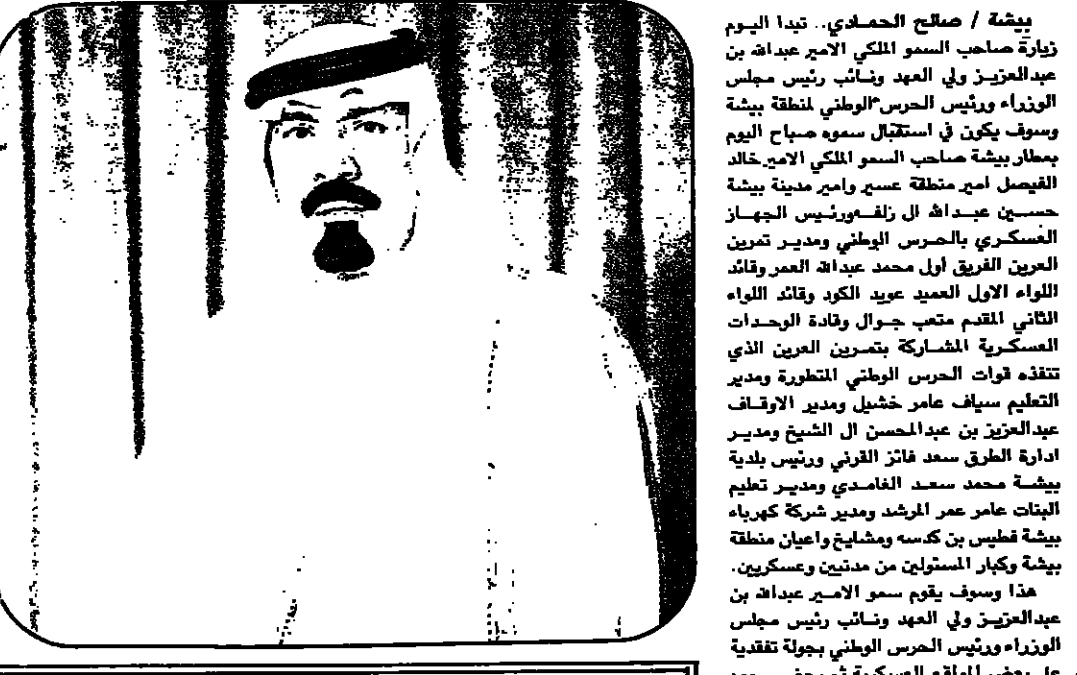 بيشة / صالح الحمادي.. تبدا اليوم
زيارة صاحب السمو الملكي الامير عبدالله بن
عبدالعزيز ولي العهد ونائب رئيس مجلس
الوزراء ورئيس الحرس الوطني لمنطقة بيشة
وسوف يكون في استقبال سموه صباح اليوم
بمطار بيشة صاحب السمو الملكي الامير خالد
الفيصل امير منطقة عسير وامير مدينة بيشة
حسين عبدالله ال زلفه ورئيس الجهاز
العسكري بالحرس الوطني ومدير تمرين
العرين الفريق أول محمد عبدالله العمر وقائد
اللواء الاول العميد عويد الكود وقائد اللواء
الثاني المقدم متعب جوال وقادة الوحدات
العسكرية المشاركة بتمرين العرين الذي
تنفذه قوات الحرس الوطني المتطورة ومدير
التعليم سياف عامر خشيل ومدير الاوقاف
عبدالعزيز بن عبدالمحسن ال الشيخ ومدير
ادارة الطرق سعد فائز القرني ورئيس بلدية
بيشة محمد سعد الغامدي ومدير تعليم
البنات عامر عمر المرشد ومدير شركة كهرباء
بيشة فطيس بن كدسه ومشايخ واعيان منطقة
بيشة وكبار المسئولين من مدنيين وعسكريين.
هذا وسوف يقوم سمو الامير عبدالله بن
عبدالعزيز ولي العهد ونائب رئيس مجلس
الوزراء ورئيس الحرس الوطني بجولة تفقدية
على بعض المواقع العسكرية ثم